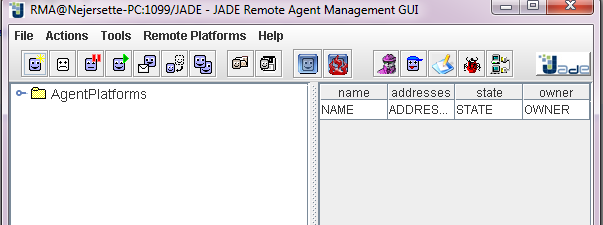 RMA@Nejersette-PC:1099/JADE - JADE Remote Agent Management GUI
File Actions Tools Remote Platforms Help
Jade
AgentPlatforms
name addresses state owner
NAME ADDRES... STATE OWNER